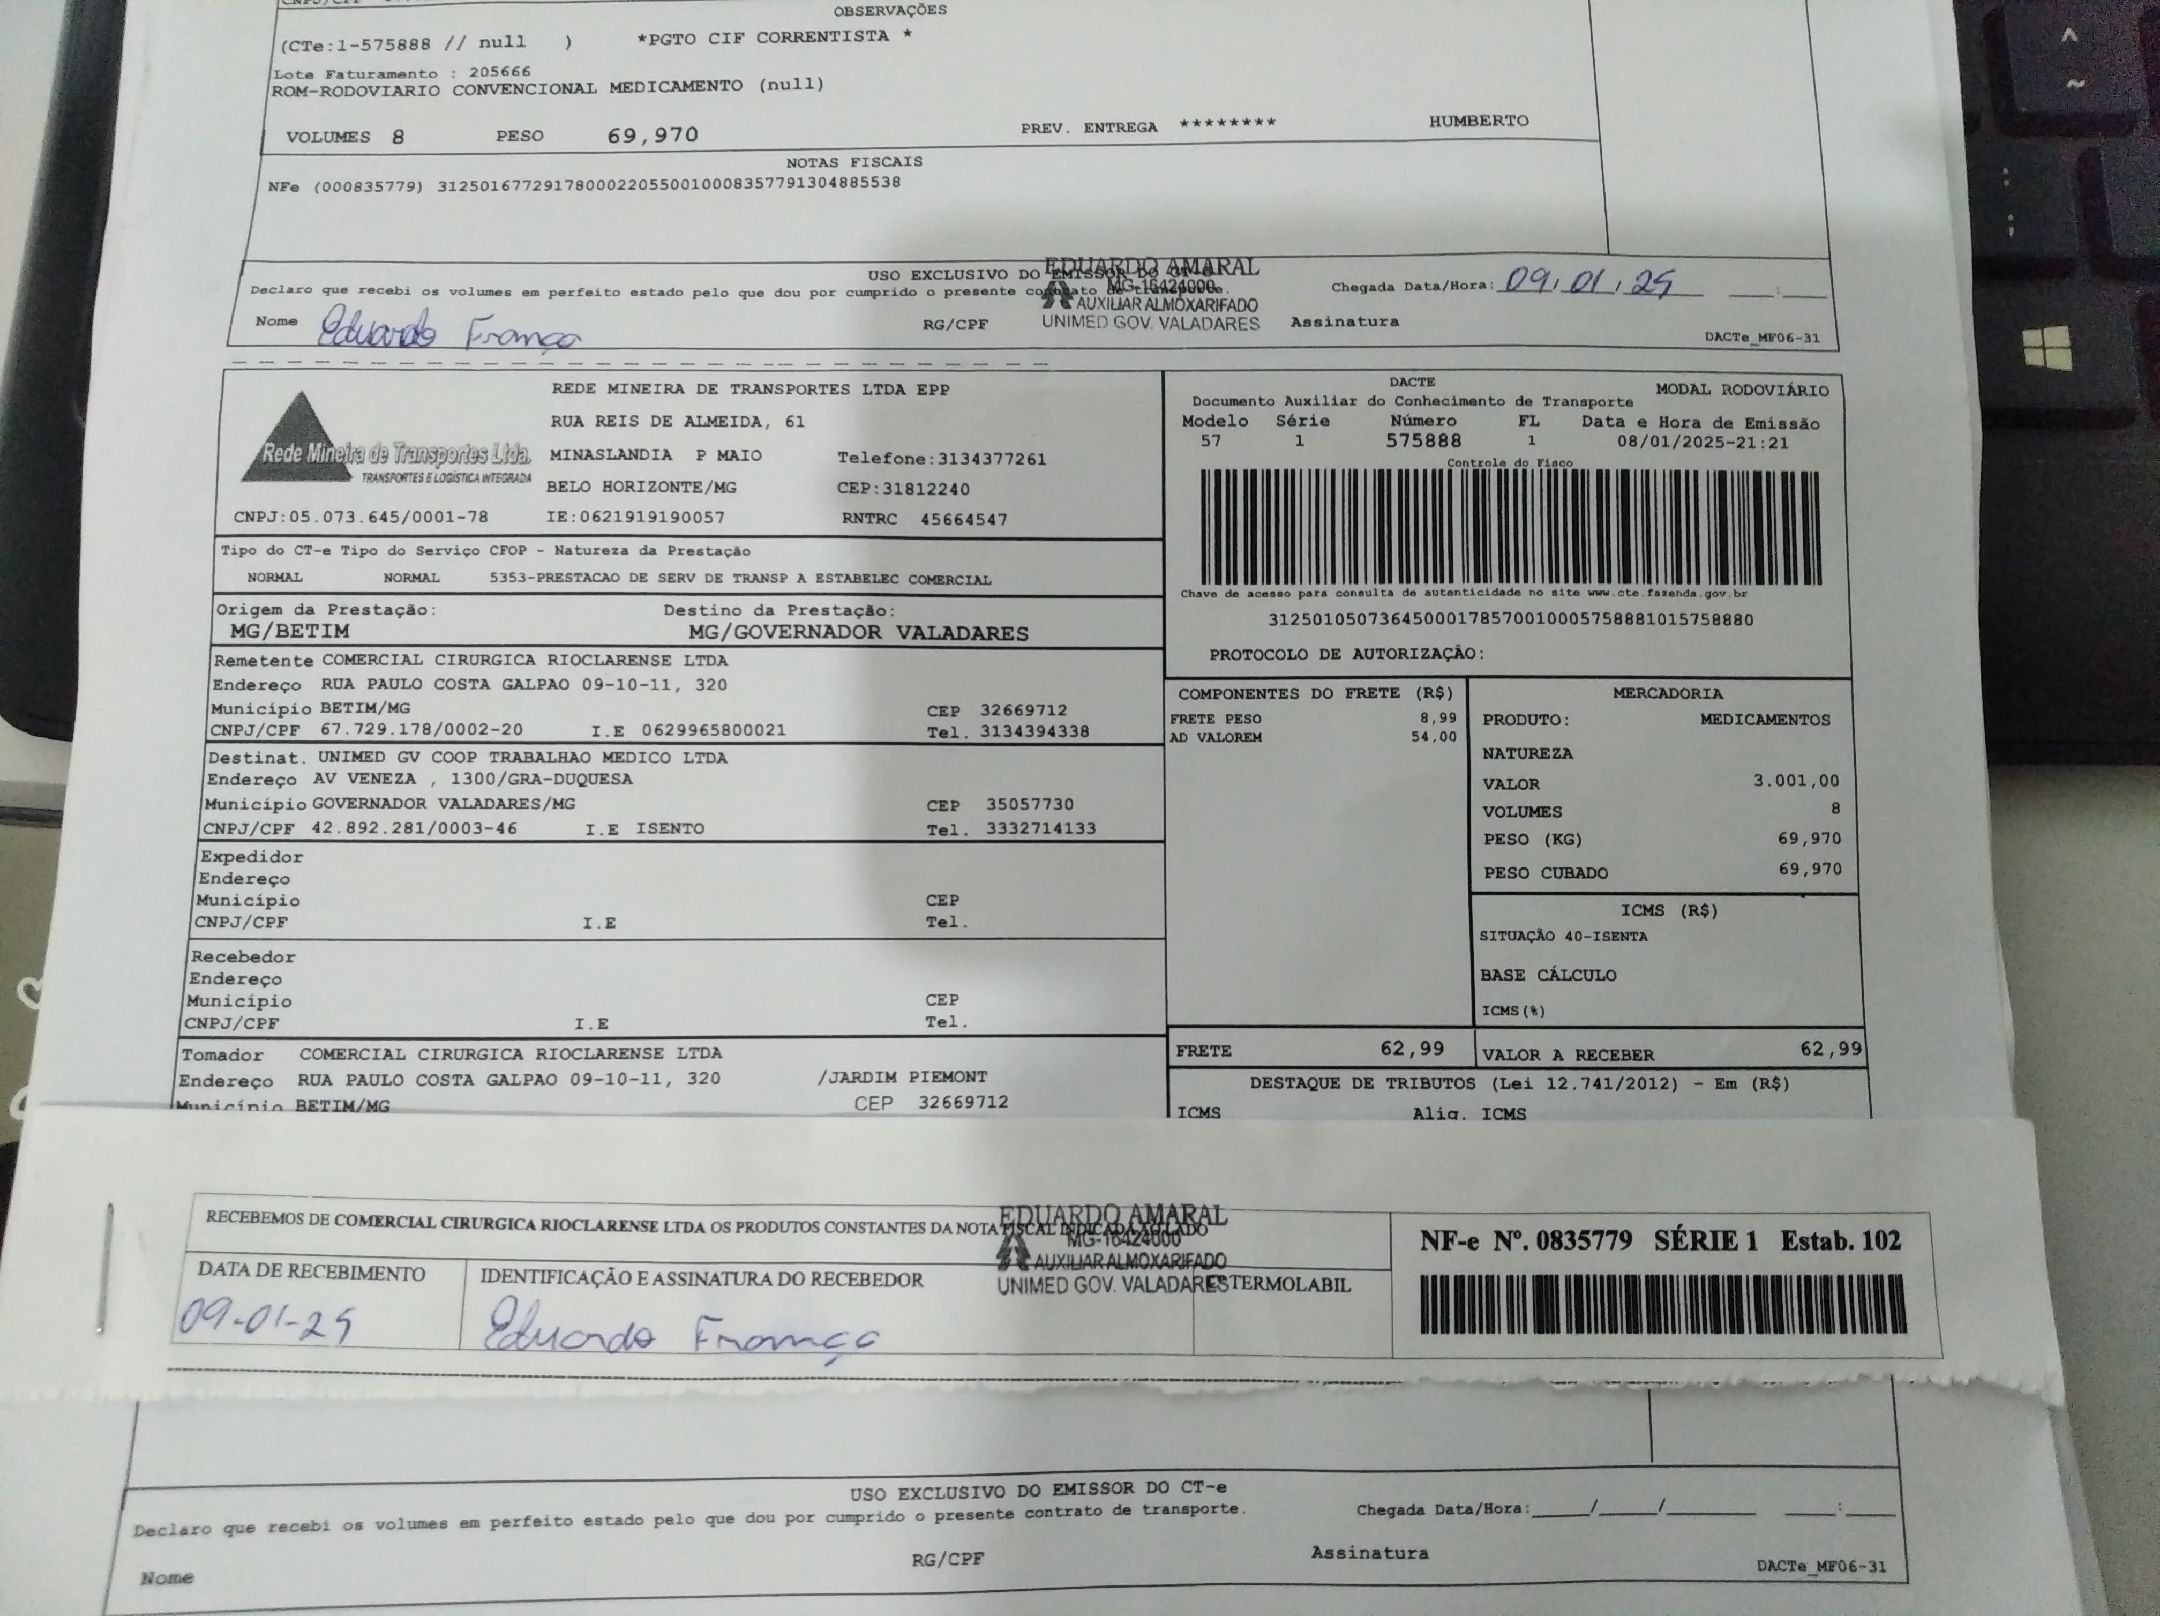 OBSERVAÇÕES
(CTe:1-575888 // null ) *PGTO CIF CORRENTISTA *
Lote Faturamento : 205666
ROM-RODOVIARIO CONVENCIONAL MEDICAMENTO (null)
VOLUMES 8 PESO 69,970 PREV. ENTREGA ******** HUMBERTO
NOTAS FISCAIS
NFe (000835779) 31250167729178000220550010008357791304885538
USO EXCLUSIVO DO EMISSOR DO CT-e
Declaro que recebi os volumes em perfeito estado pelo que dou por cumprido o presente contrato de transporte.
EDUARDO AMARAL
MG-16424000
AUXILIAR ALMOXARIFADO
UNIMED GOV. VALADARES
Chegada Data/Hora: 09/01/25
Nome Eduardo França RG/CPF Assinatura
DACTe_MF06-31
Rede Mineira de Transportes Ltda.
TRANSPORTES E LOGÍSTICA INTEGRADA
REDE MINEIRA DE TRANSPORTES LTDA EPP
RUA REIS DE ALMEIDA, 61
MINASLANDIA P MAIO Telefone:3134377261
BELO HORIZONTE/MG CEP:31812240
CNPJ:05.073.645/0001-78 IE:0621919190057 RNTRC 45664547
DACTE MODAL RODOVIÁRIO
Documento Auxiliar do Conhecimento de Transporte
Modelo Série Número FL Data e Hora de Emissão
57 1 575888 1 08/01/2025-21:21
Controle do Fisco
Chave de acesso para consulta de autenticidade no site www.cte.fazenda.gov.br
31250105073645000178570010005758881015758880
PROTOCOLO DE AUTORIZAÇÃO:
Tipo do CT-e Tipo do Serviço CFOP - Natureza da Prestação
NORMAL NORMAL 5353-PRESTACAO DE SERV DE TRANSP A ESTABELEC COMERCIAL
Origem da Prestação: Destino da Prestação:
MG/BETIM MG/GOVERNADOR VALADARES
Remetente COMERCIAL CIRURGICA RIOCLARENSE LTDA
Endereço RUA PAULO COSTA GALPAO 09-10-11, 320
Município BETIM/MG CEP 32669712
CNPJ/CPF 67.729.178/0002-20 I.E 0629965800021 Tel. 3134394338
Destinat. UNIMED GV COOP TRABALHAO MEDICO LTDA
Endereço AV VENEZA , 1300/GRA-DUQUESA
Município GOVERNADOR VALADARES/MG CEP 35057730
CNPJ/CPF 42.892.281/0003-46 I.E ISENTO Tel. 3332714133
Expedidor
Endereço
Município CEP
CNPJ/CPF I.E Tel.
Recebedor
Endereço
Município CEP
CNPJ/CPF I.E Tel.
Tomador COMERCIAL CIRURGICA RIOCLARENSE LTDA
Endereço RUA PAULO COSTA GALPAO 09-10-11, 320 /JARDIM PIEMONT
Município BETIM/MG CEP 32669712
COMPONENTES DO FRETE (R$)
FRETE PESO 8,99
AD VALOREM 54,00
MERCADORIA
PRODUTO: MEDICAMENTOS
NATUREZA
VALOR 3.001,00
VOLUMES 8
PESO (KG) 69,970
PESO CUBADO 69,970
ICMS (R$)
SITUAÇÃO 40-ISENTA
BASE CÁLCULO
ICMS(%)
FRETE 62,99 VALOR A RECEBER 62,99
DESTAQUE DE TRIBUTOS (Lei 12.741/2012) - Em (R$)
ICMS Aliq. ICMS
RECEBEMOS DE COMERCIAL CIRURGICA RIOCLARENSE LTDA OS PRODUTOS CONSTANTES DA NOTA FISCAL INDICADA AO LADO
EDUARDO AMARAL
MG-16424000
AUXILIAR ALMOXARIFADO
UNIMED GOV. VALADARES
DATA DE RECEBIMENTO IDENTIFICAÇÃO E ASSINATURA DO RECEBEDOR TERMOLABIL
09-01-25 Eduardo França
NF-e Nº. 0835779 SÉRIE 1 Estab. 102
USO EXCLUSIVO DO EMISSOR DO CT-e
Declaro que recebi os volumes em perfeito estado pelo que dou por cumprido o presente contrato de transporte.
Chegada Data/Hora:____/____/________ ____:____
Nome RG/CPF Assinatura
DACTe_MF06-31